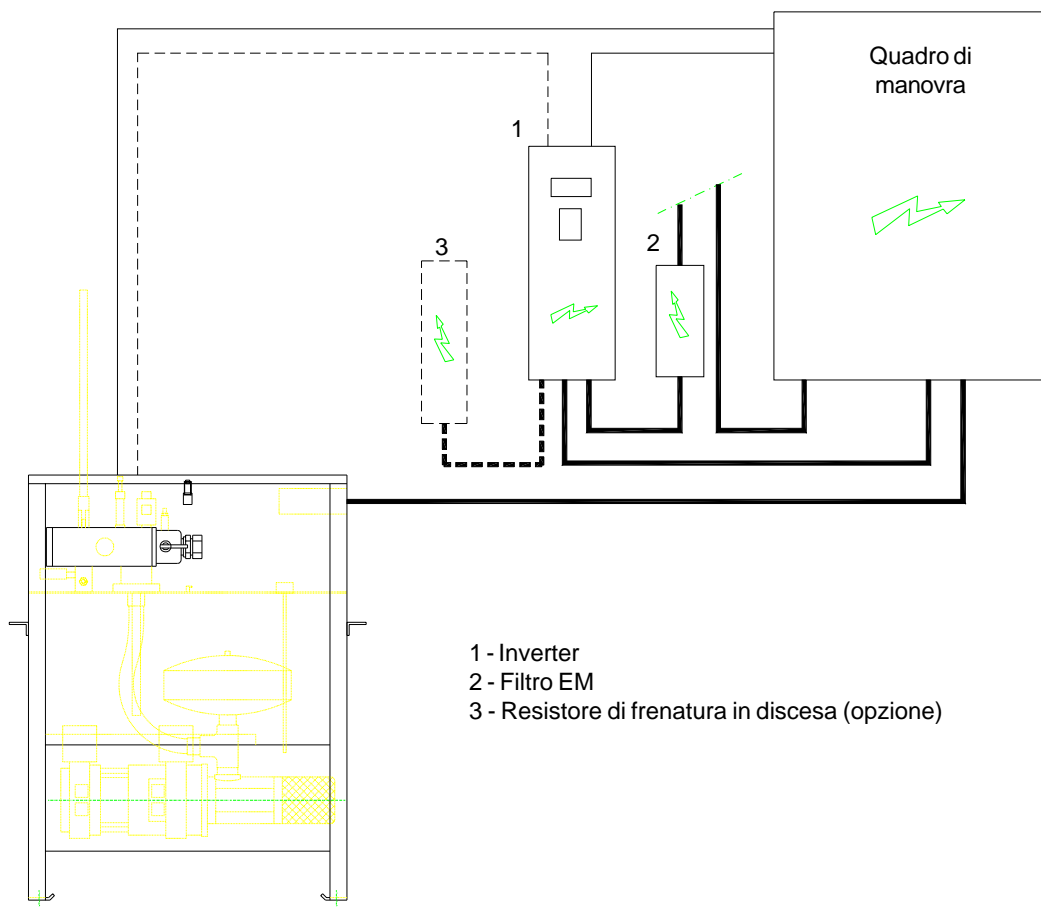 Quadro di
manovra
1
2
3
1 - Inverter
2 - Filtro EM
3 - Resistore di frenatura in discesa (opzione)